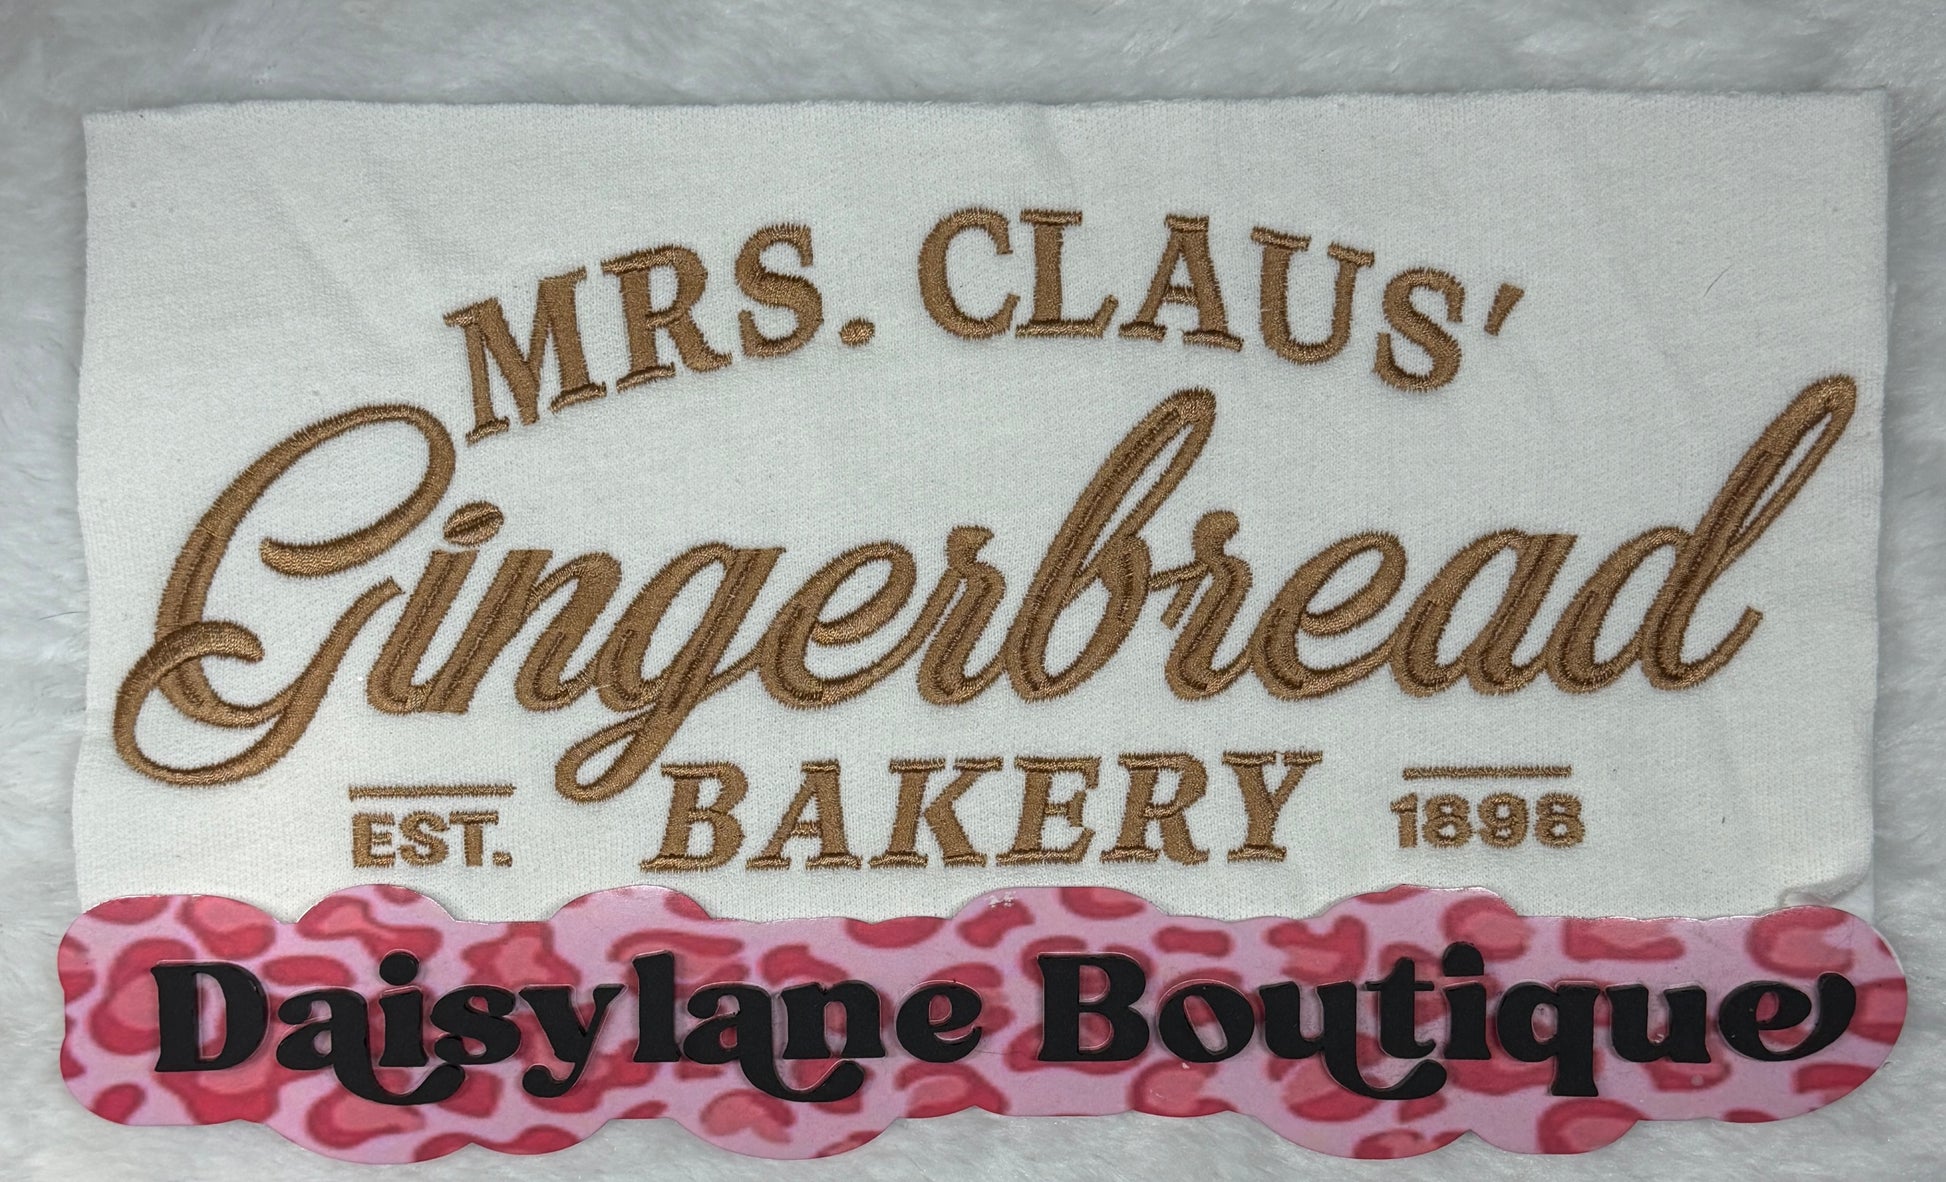 MRS. CLAUS'
Gingerbread
EST. BAKERY 1898
Daisylane Boutique